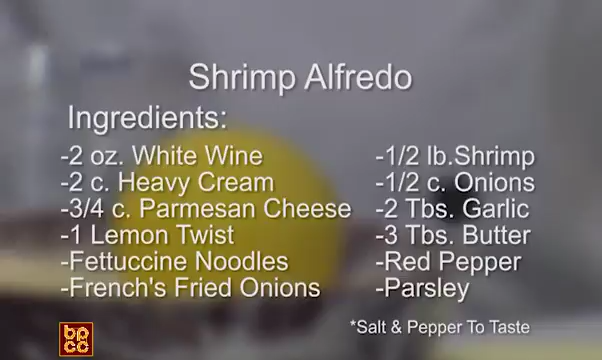 Shrimp Alfredo
Ingredients:
-2 oz. White Wine
-2 c. Heavy Cream
-3/4 c. Parmesan Cheese
-1 Lemon Twist
-Fettuccine Noodles
-French's Fried Onions
-1/2 lb.Shrimp
-1/2 c. Onions
-2 Tbs. Garlic
-3 Tbs. Butter
-Red Pepper
-Parsley
*Salt & Pepper To Taste
bp
cc